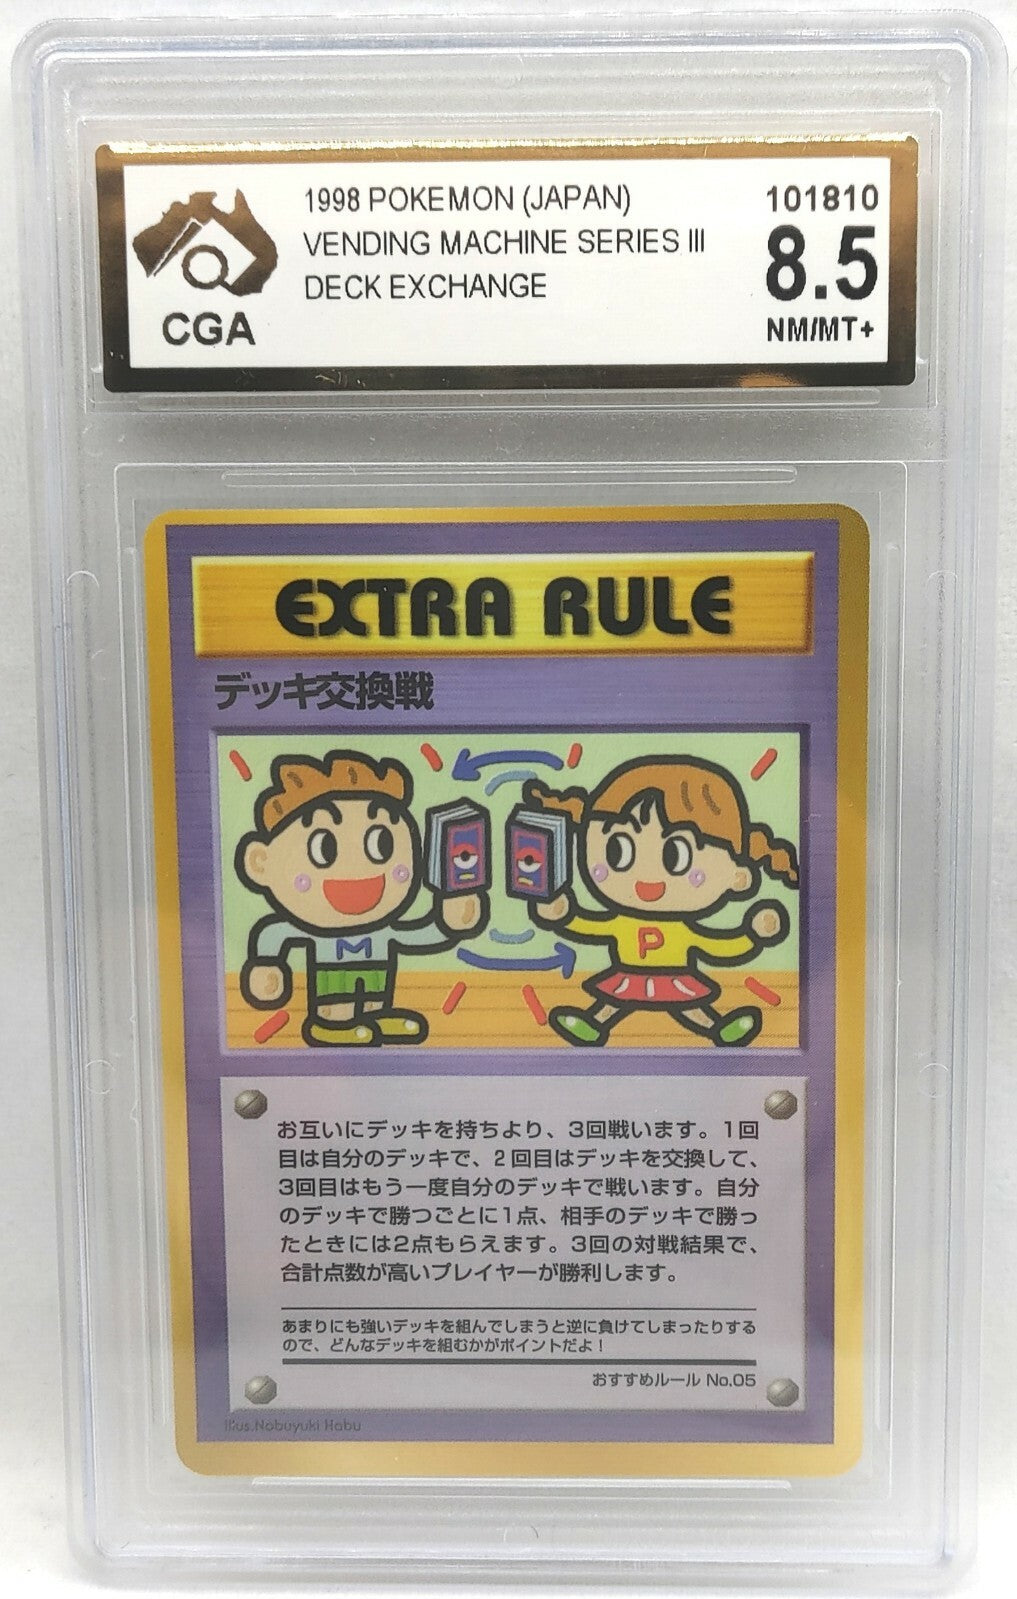 1998 POKEMON (JAPAN)
VENDING MACHINE SERIES III
DECK EXCHANGE
CGA
101810
8.5
NM/MT+
EXTRA RULE
デッキ交換戦
M
P
お互いにデッキを持ちより、3回戦います。1回
目は自分のデッキで、2回目はデッキを交換して、
3回目はもう一度自分のデッキで戦います。自分
のデッキで勝つごとに1点、相手のデッキで勝っ
たときには2点もらえます。3回の対戦結果で、
合計点数が高いプレイヤーが勝利します。
あまりにも強いデッキを組んでしまうと逆に負けてしまったりする
ので、どんなデッキを組むかがポイントだよ！
おすすめルール No.05
Illus.Nobuyuki Habu